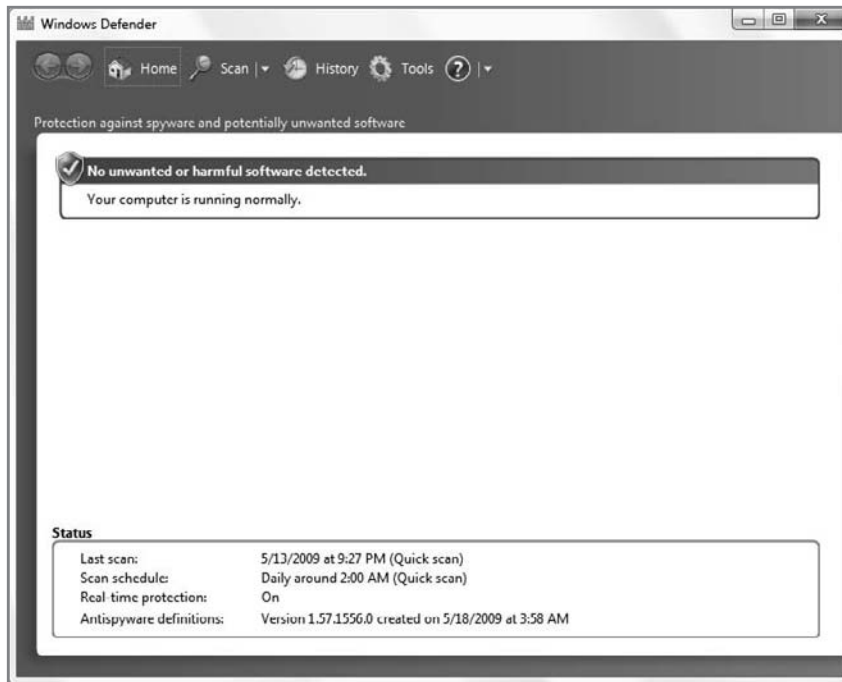 Windows Defender
Home Scan History Tools ?
Protection against spyware and potentially unwanted software
No unwanted or harmful software detected.
Your computer is running normally.
Status
Last scan: 5/13/2009 at 9:27 PM (Quick scan)
Scan schedule: Daily around 2:00 AM (Quick scan)
Real-time protection: On
Antispyware definitions: Version 1.57.1556.0 created on 5/18/2009 at 3:58 AM